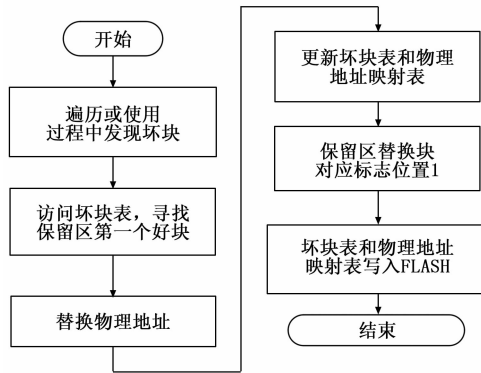 开始
遍历或使用
过程中发现坏块
访问坏块表，寻找
保留区第一个好块
替换物理地址
更新坏块表和物理
地址映射表
保留区替换块
对应标志位置1
坏块表和物理地址
映射表写入FLASH
结束